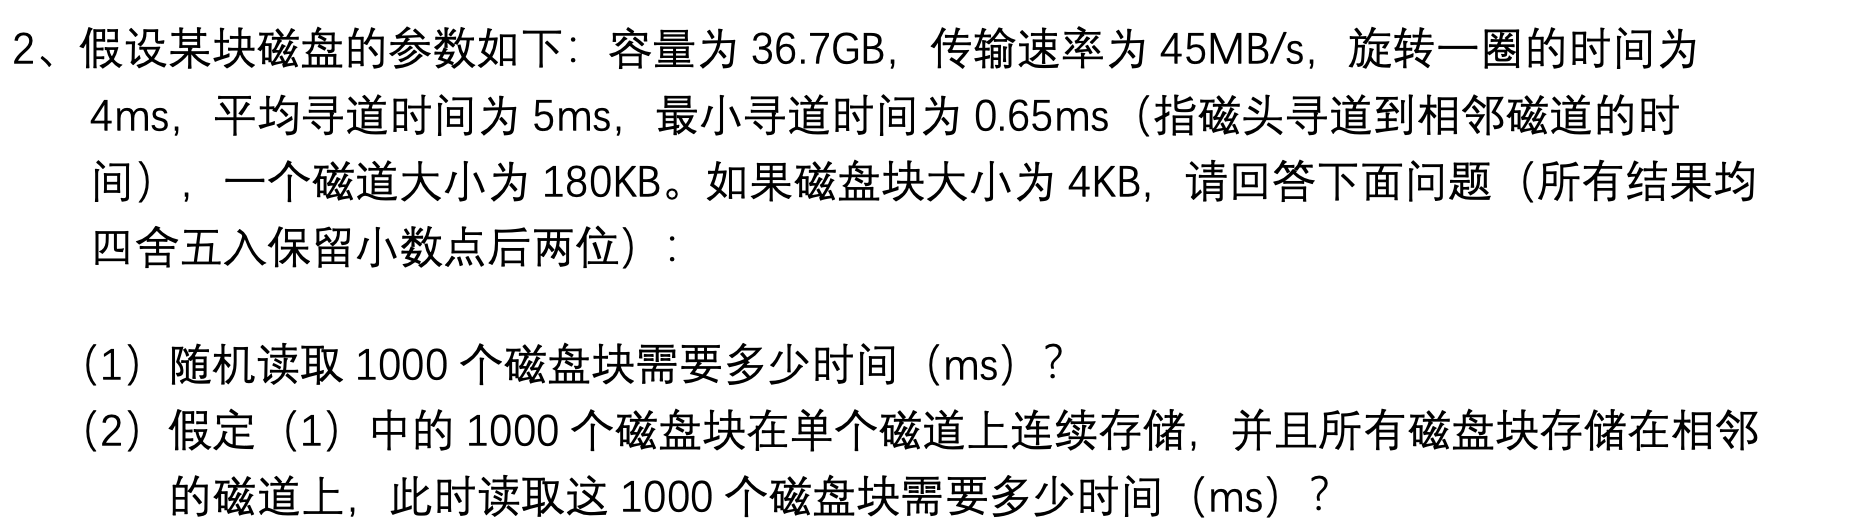 2、假设某块磁盘的参数如下：容量为 36.7GB，传输速率为 45MB/s，旋转一圈的时间为
4ms，平均寻道时间为 5ms，最小寻道时间为 0.65ms（指磁头寻道到相邻磁道的时
间），一个磁道大小为 180KB。如果磁盘块大小为 4KB，请回答下面问题（所有结果均
四舍五入保留小数点后两位）：
（1）随机读取 1000 个磁盘块需要多少时间（ms）？
（2）假定（1）中的 1000 个磁盘块在单个磁道上连续存储，并且所有磁盘块存储在相邻
的磁道上，此时读取这 1000 个磁盘块需要多少时间（ms）？